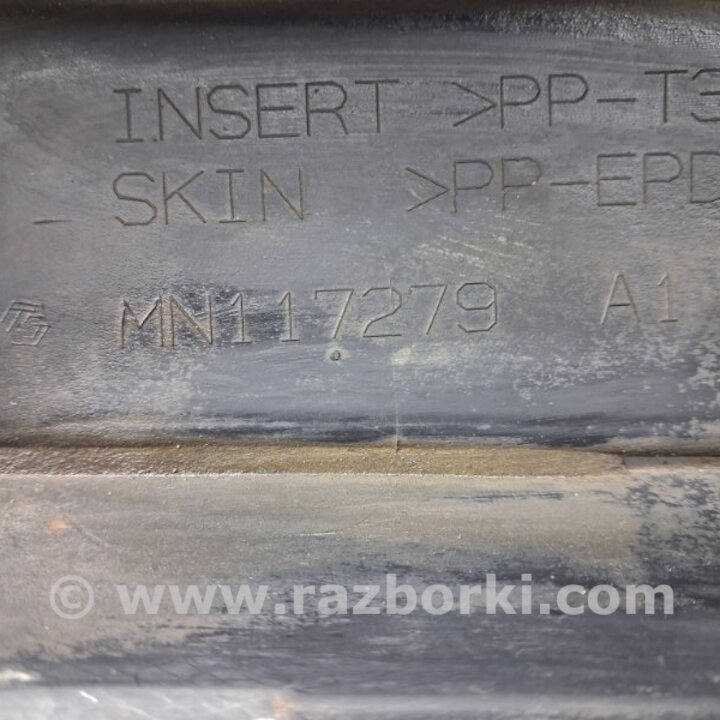 INSERT >PP-T3
SKIN >PP-EPD
MN117279 A1
© www.razborki.com